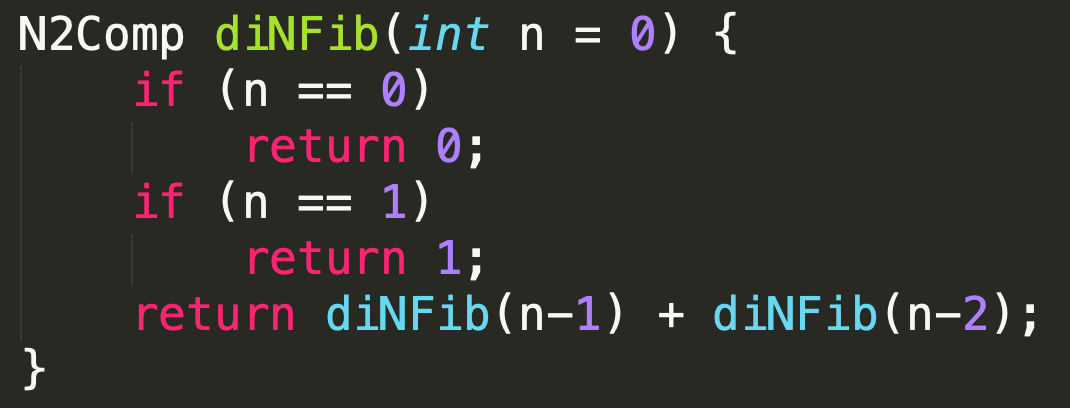 N2Comp diNFib(int n = 0) {
    if (n == 0)
        return 0;
    if (n == 1)
        return 1;
    return diNFib(n-1) + diNFib(n-2);
}